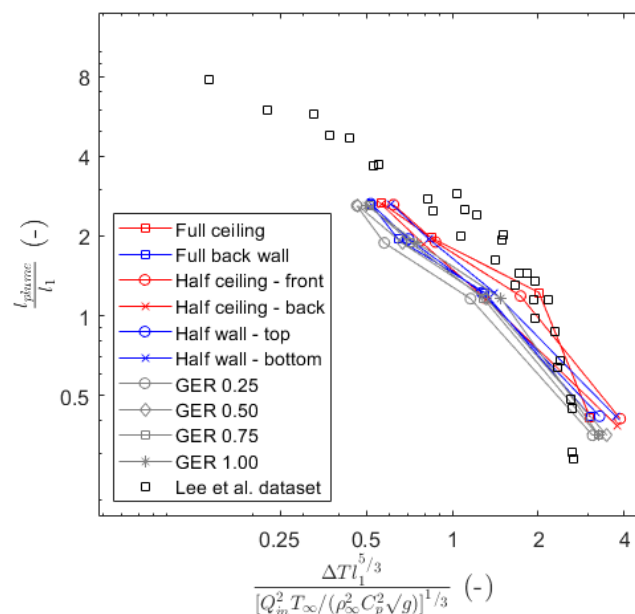 8
4
2
1
0.5
l_plume / l_1 (-)
Full ceiling
Full back wall
Half ceiling - front
Half ceiling - back
Half wall - top
Half wall - bottom
GER 0.25
GER 0.50
GER 0.75
GER 1.00
Lee et al. dataset
0.25 0.5 1 2 4
ΔTl_1^{5/3} / [Q_{in}^2 T_∞/(ρ_∞^2 C_p^2 √g)]^{1/3} (-)